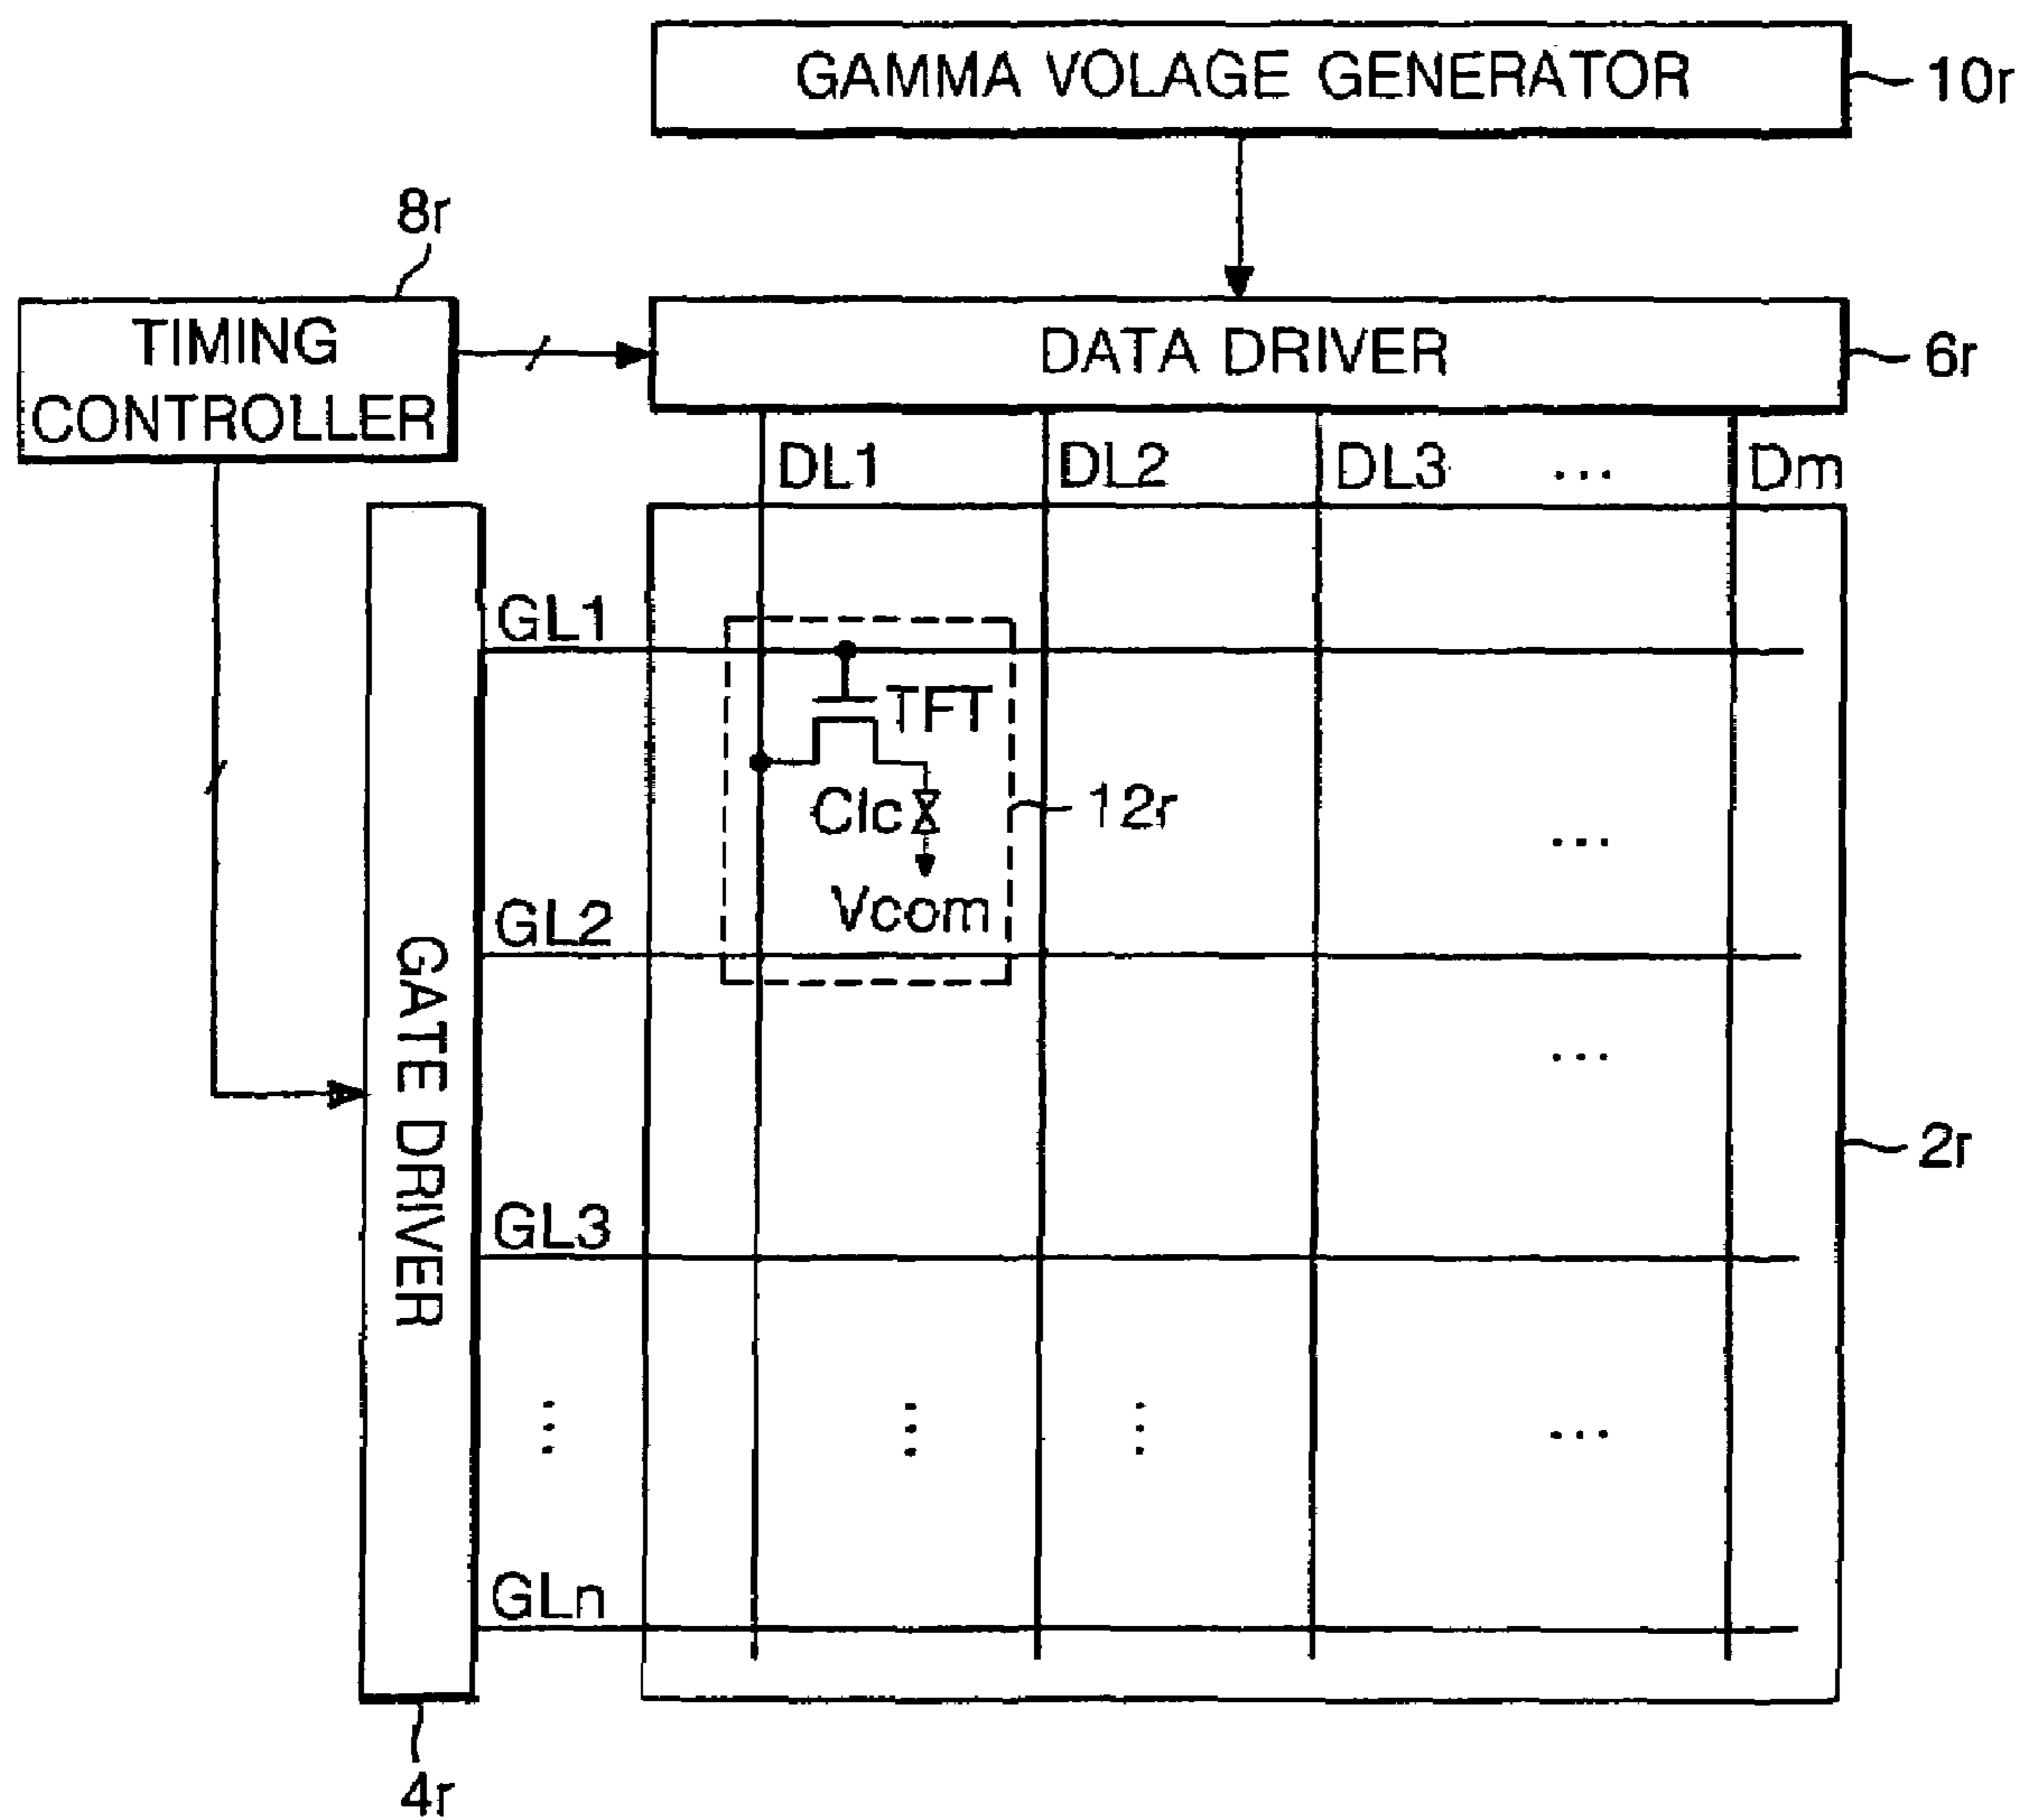 GAMMA VOLAGE GENERATOR
10r
8r
TIMING
CONTROLLER
DATA DRIVER
6r
DL1 DL2 DL3 ... Dm
GL1
TFT
Clc
12r
...
Vcom
GL2
GATE DRIVER
...
2r
GL3
...
GLn
4r